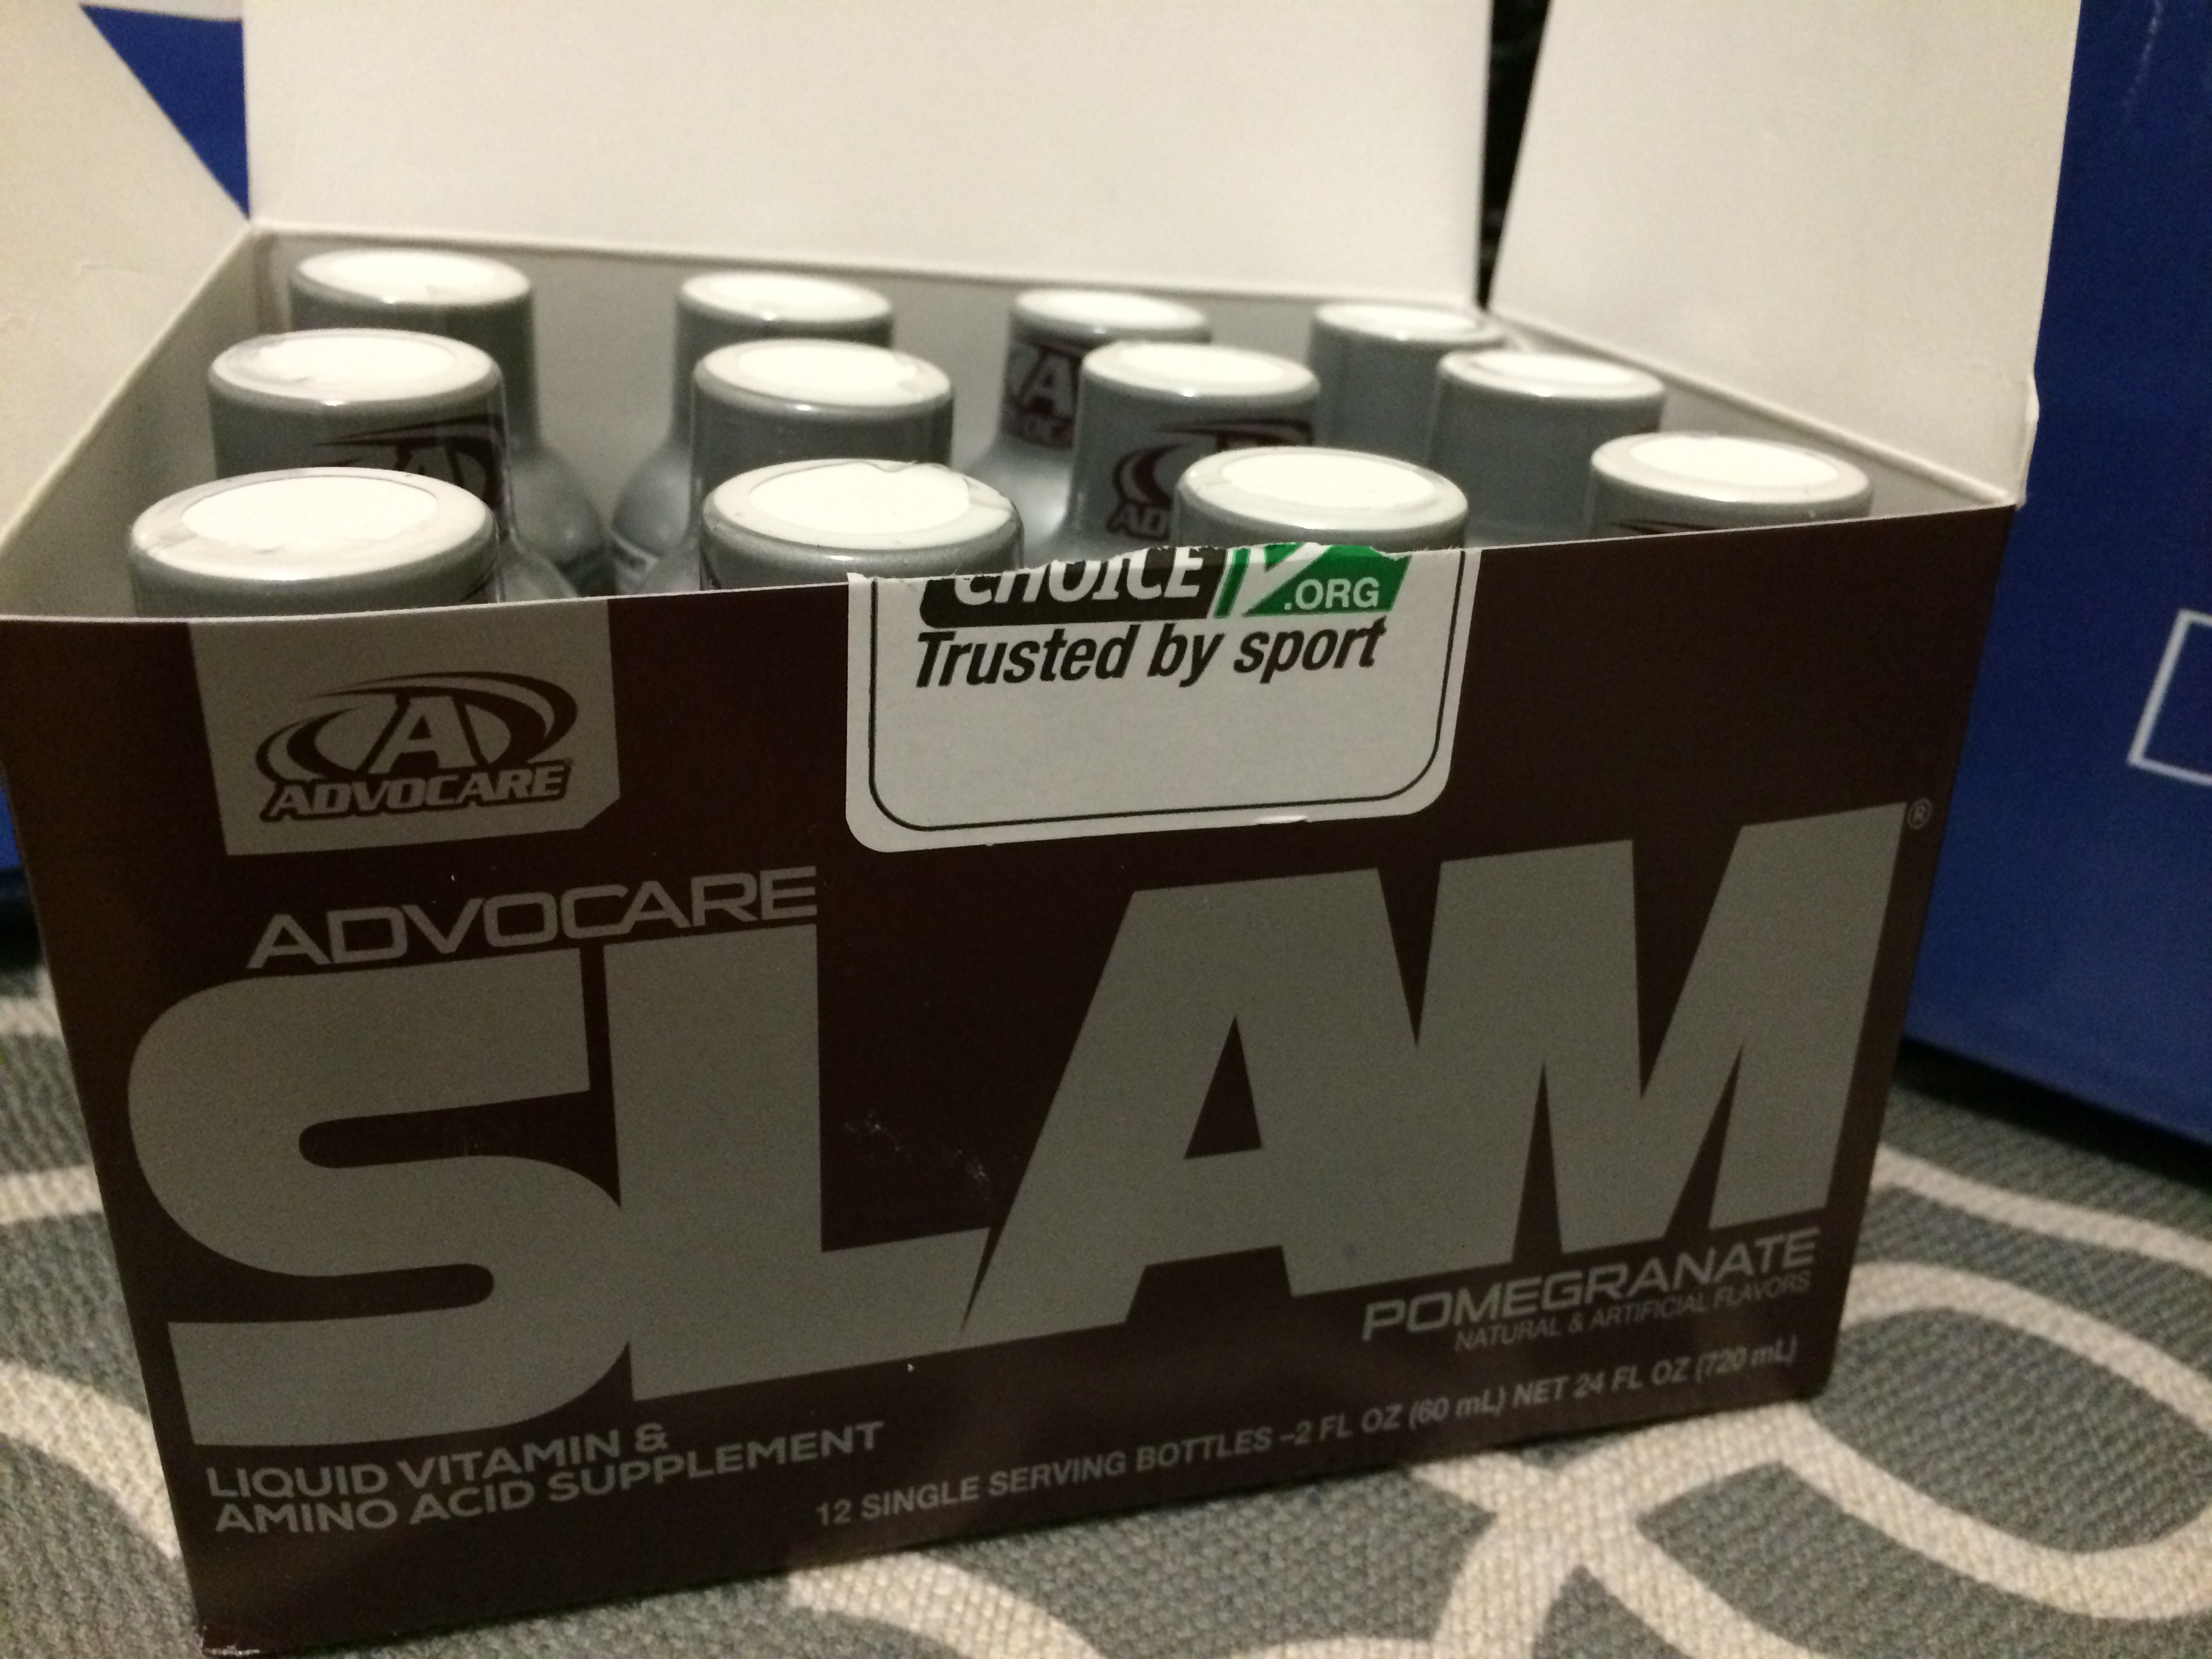 CHOICE
.ORG
Trusted by sport
A
ADVOCARE
ADVOCARE
SLAM®
POMEGRANATE
NATURAL & ARTIFICIAL FLAVORS
LIQUID VITAMIN &
AMINO ACID SUPPLEMENT
12 SINGLE SERVING BOTTLES –2 FL OZ (60 mL) NET 24 FL OZ (720 mL)